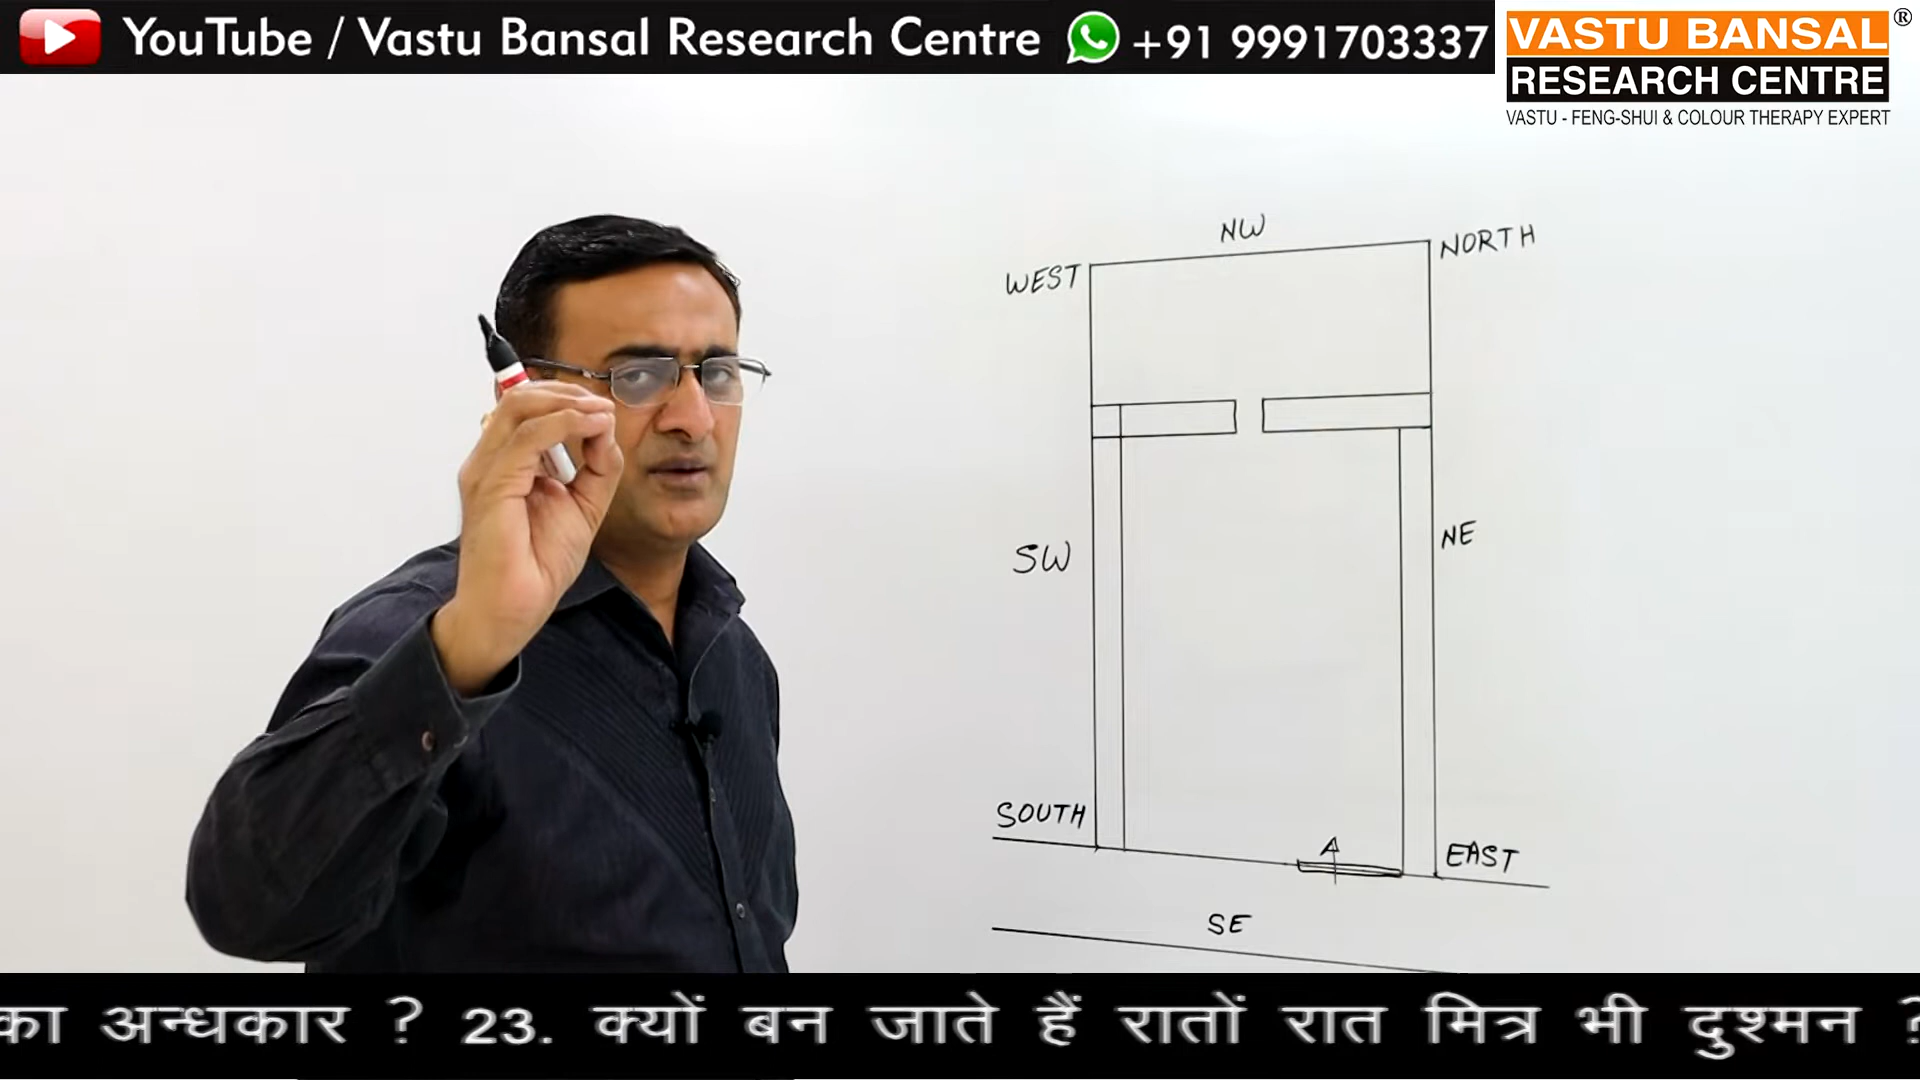 YouTube / Vastu Bansal Research Centre +91 9991703337
VASTU BANSAL ®
RESEARCH CENTRE
VASTU - FENG-SHUI & COLOUR THERAPY EXPERT
NW
NORTH
WEST
NE
SW
SOUTH
EAST
SE
का अन्धकार ? 23. क्यों बन जाते हैं रातों रात मित्र भी दुश्मन ?